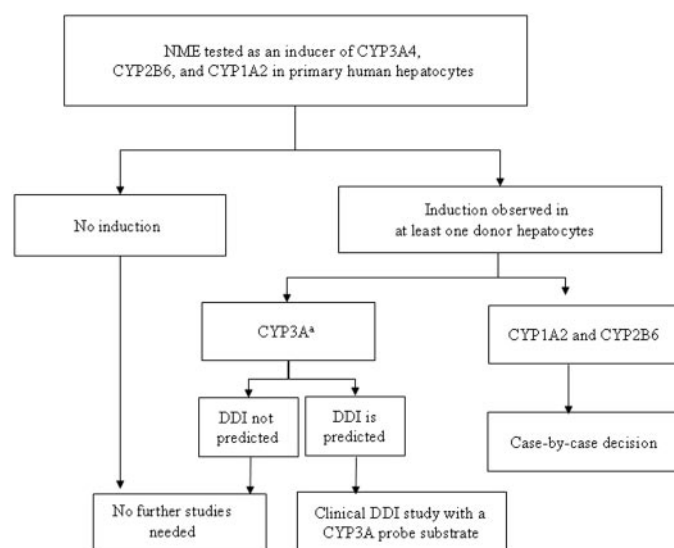 NME tested as an inducer of CYP3A4,
CYP2B6, and CYP1A2 in primary human hepatocytes
No induction
Induction observed in
at least one donor hepatocytes
CYP3Aᵃ
CYP1A2 and CYP2B6
DDI not
predicted
DDI is
predicted
Case-by-case decision
No further studies
needed
Clinical DDI study with a
CYP3A probe substrate